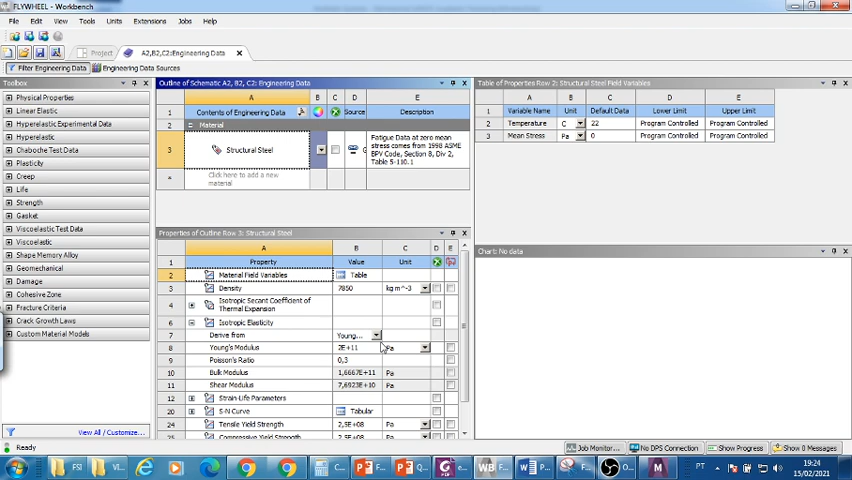 FLYWHEEL - Workbench
File Edit View Tools Units Extensions Jobs Help
Project A2,B2,C2:Engineering Data
Filter Engineering Data Engineering Data Sources
Toolbox
Physical Properties
Linear Elastic
Hyperelastic Experimental Data
Hyperelastic
Chaboche Test Data
Plasticity
Creep
Life
Strength
Gasket
Viscoelastic Test Data
Viscoelastic
Shape Memory Alloy
Geomechanical
Damage
Cohesive Zone
Fracture Criteria
Crack Growth Laws
Custom Material Models
View All / Customize...
Outline of Schematic A2, B2, C2: Engineering Data
A B C D E
1 Contents of Engineering Data Source Description
2 Material
3 Structural Steel
Fatigue Data at zero mean
stress comes from 1998 ASME
BPV Code, Section 8, Div 2,
Table 5-110.1
* Click here to add a new
material
Properties of Outline Row 3: Structural Steel
A B C D E
1 Property Value Unit
2 Material Field Variables Table
3 Density 7850 kg m^-3
4 Isotropic Secant Coefficient of
Thermal Expansion
6 Isotropic Elasticity
7 Derive from Young...
8 Young's Modulus 2E+11 Pa
9 Poisson's Ratio 0,3
10 Bulk Modulus 1,6667E+11 Pa
11 Shear Modulus 7,6923E+10 Pa
12 Strain-Life Parameters
20 S-N Curve Tabular
24 Tensile Yield Strength 2,5E+08 Pa
25 Compressive Yield Strength 2,5E+08 Pa
Table of Properties Row 2: Structural Steel Field Variables
A B C D E
1 Variable Name Unit Default Data Lower Limit Upper Limit
2 Temperature C 22 Program Controlled Program Controlled
3 Mean Stress Pa 0 Program Controlled Program Controlled
Chart: No data
Ready
Job Monitor... No DPS Connection Show Progress Show 0 Messages
FSI VI... C... P... Q... e... F... P... F... O... PT
19:24
15/02/2021